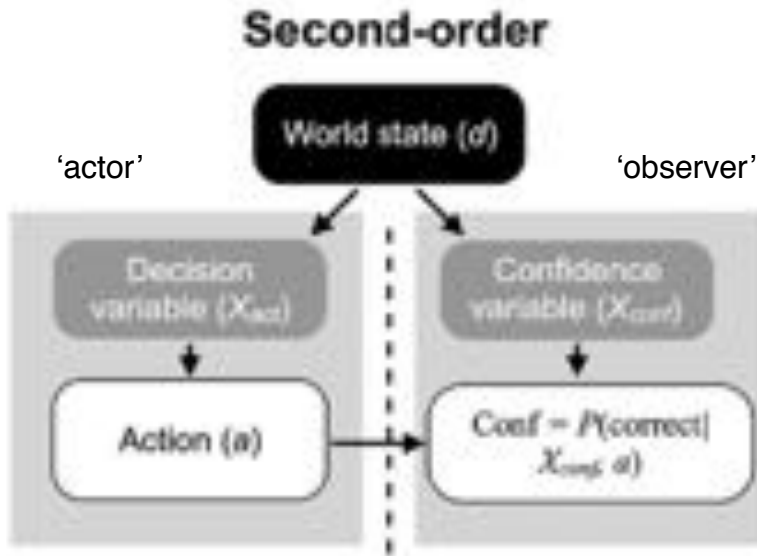 Second-order
World state (d)
‘actor’
‘observer’
Decision
variable (Xact)
Confidence
variable (Xconf)
Action (a)
Conf = P(correct|
Xconf, a)